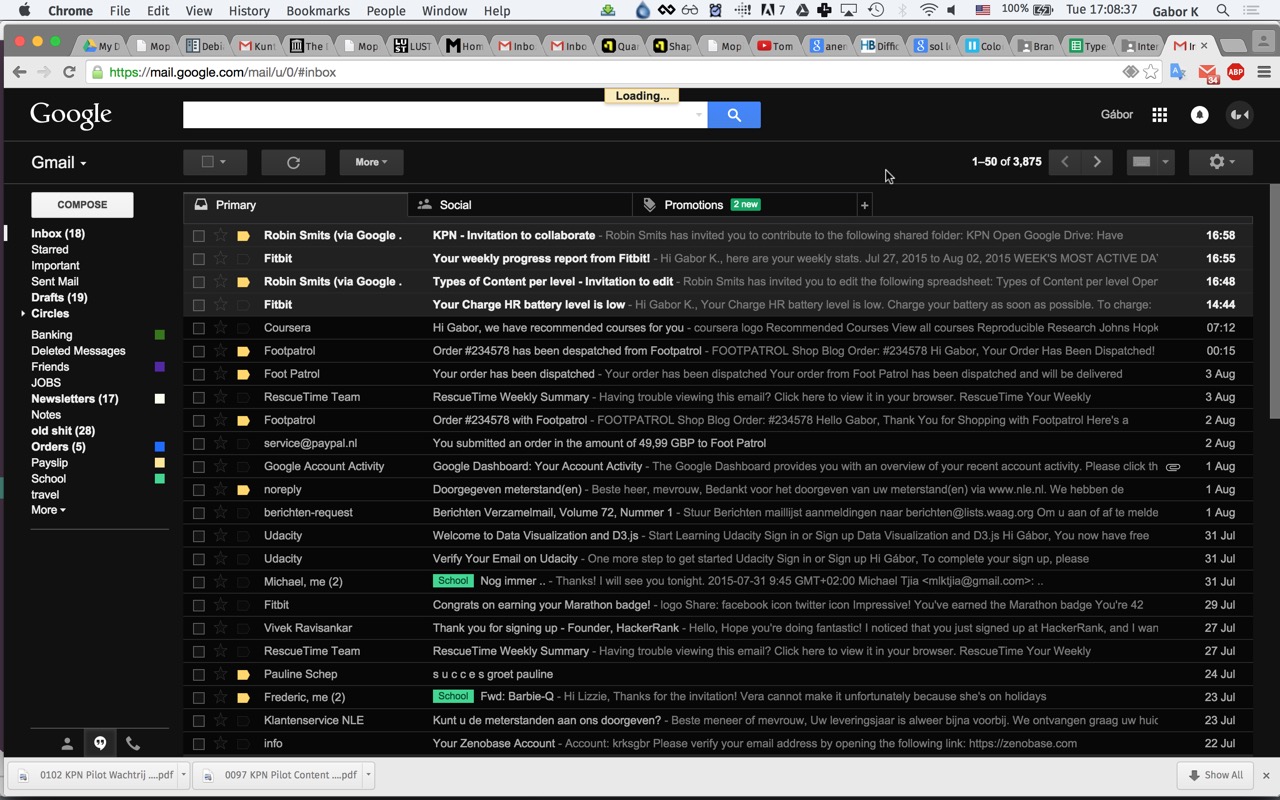 Chrome File Edit View History Bookmarks People Window Help 7 100% Tue 17:08:37 Gabor K
My D Mop Debi Kun The Mop LUST Hom Inbo Inbo Qua Shap Mop Tom aner Diffic sol l Colo Bran Type Inter Ir
https://mail.google.com/mail/u/0/#inbox 34 ABP
Loading...
Google Gábor
Gmail More 1–50 of 3,875
COMPOSE
Inbox (18)
Starred
Important
Sent Mail
Drafts (19)
Circles
Banking
Deleted Messages
Friends
JOBS
Newsletters (17)
Notes
old shit (28)
Orders (5)
Payslip
School
travel
More
Primary Social Promotions 2 new +
Robin Smits (via Google . KPN - Invitation to collaborate - Robin Smits has invited you to contribute to the following shared folder: KPN Open Google Drive: Have 16:58
Fitbit Your weekly progress report from Fitbit! - Hi Gabor K., here are your weekly stats. Jul 27, 2015 to Aug 02, 2015 WEEK'S MOST ACTIVE DA 16:55
Robin Smits (via Google . Types of Content per level - Invitation to edit - Robin Smits has invited you to edit the following spreadsheet: Types of Content per level Oper 16:48
Fitbit Your Charge HR battery level is low - Hi Gabor K., Your Charge HR battery level is low. Charge your battery as soon as possible. To charge: 14:44
Coursera Hi Gabor, we have recommended courses for you - coursera logo Recommended Courses View all courses Reproducible Research Johns Hopk 07:12
Footpatrol Order #234578 has been despatched from Footpatrol - FOOTPATROL Shop Blog Order: #234578 Hi Gabor, Your Order Has Been Dispatched! 00:15
Foot Patrol Your order has been dispatched - Your order has been dispatched Your order from Foot Patrol has been dispatched and will be delivered 3 Aug
RescueTime Team RescueTime Weekly Summary - Having trouble viewing this email? Click here to view it in your browser. RescueTime Your Weekly 3 Aug
Footpatrol Order #234578 with Footpatrol - FOOTPATROL Shop Blog Order: #234578 Hello Gabor, Thank You For Shopping with Footpatrol Here's a 2 Aug
service@paypal.nl You submitted an order in the amount of 49,99 GBP to Foot Patrol 2 Aug
Google Account Activity Google Dashboard: Your Account Activity - The Google Dashboard provides you with an overview of your recent account activity. Please click th 1 Aug
noreply Doorgegeven meterstand(en) - Beste heer, mevrouw, Bedankt voor het doorgeven van uw meterstand(en) via www.nle.nl. We hebben de 1 Aug
berichten-request Berichten Verzamelmail, Volume 72, Nummer 1 - Stuur Berichten maillijst aanmeldingen naar berichten@lists.waag.org Om u aan of af te melde 1 Aug
Udacity Welcome to Data Visualization and D3.js - Start Learning Udacity Sign in or Sign up Data Visualization and D3.js Hi Gábor, You now have free 31 Jul
Udacity Verify Your Email on Udacity - One more step to get started Udacity Sign in or Sign up Hi Gábor, To complete your sign up, please 31 Jul
Michael, me (2) School Nog immer .. - Thanks! I will see you tonight. 2015-07-31 9:45 GMT+02:00 Michael Tjia <mlktjia@gmail.com>: .. 31 Jul
Fitbit Congrats on earning your Marathon badge! - logo Share: facebook icon twitter icon Impressive! You've earned the Marathon badge You're 42 29 Jul
Vivek Ravisankar Thank you for signing up - Founder, HackerRank - Hello, Hope you're doing fantastic! I noticed that you just signed up at HackerRank, and I wan 27 Jul
RescueTime Team RescueTime Weekly Summary - Having trouble viewing this email? Click here to view it in your browser. RescueTime Your Weekly 27 Jul
Pauline Schep s u c c e s groet pauline 24 Jul
Frederic, me (2) School Fwd: Barbie-Q - Hi Lizzie, Thanks for the invitation! Vera cannot make it unfortunately because she's on holidays 23 Jul
Klantenservice NLE Kunt u de meterstanden aan ons doorgeven? - Beste meneer of mevrouw, Uw leveringsjaar is alweer bijna voorbij. We ontvangen graag uw huic 23 Jul
info Your Zenobase Account - Account: krksgbr Please verify your email address by opening the following link: https://zenobase.com 22 Jul
0102 KPN Pilot Wachtrij ....pdf 0097 KPN Pilot Content ....pdf Show All